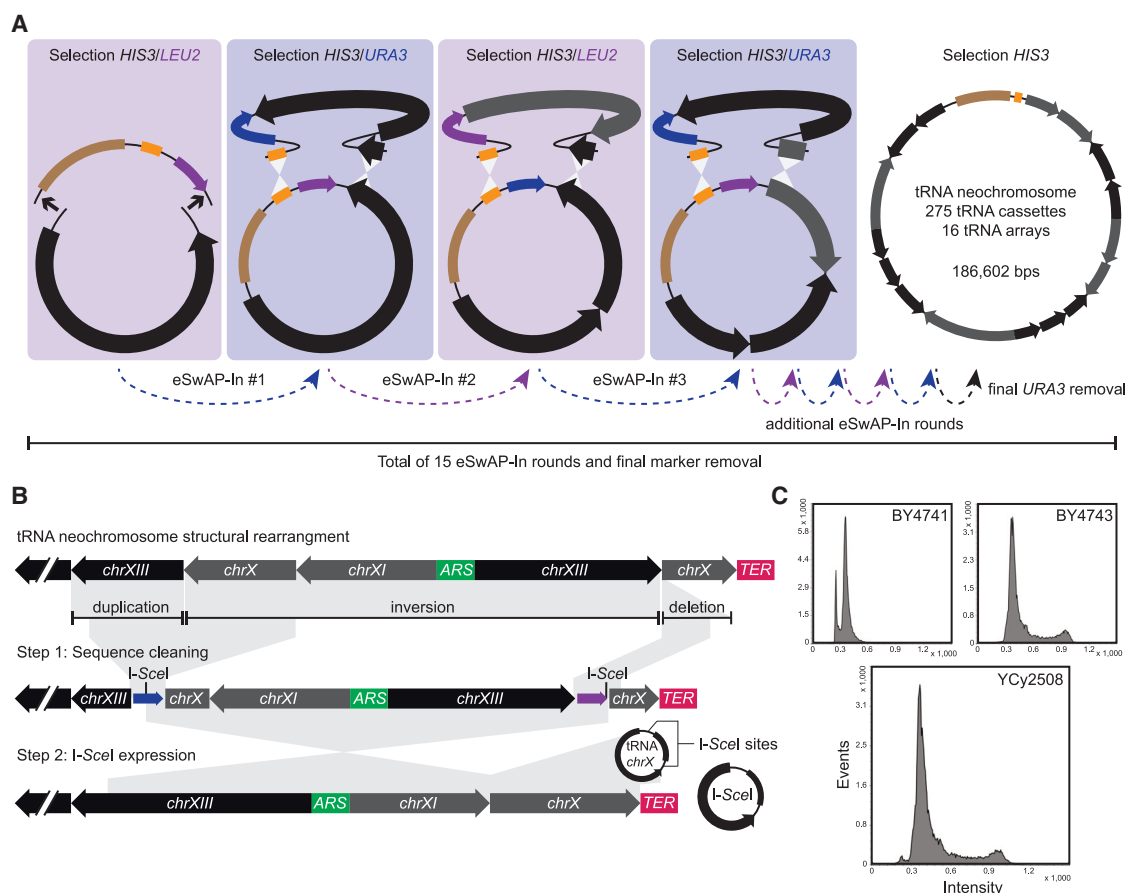 A
Selection HIS3/LEU2
Selection HIS3/URA3
Selection HIS3/LEU2
Selection HIS3/URA3
Selection HIS3
tRNA neochromosome
275 tRNA cassettes
16 tRNA arrays
186,602 bps
eSwAP-In #1
eSwAP-In #2
eSwAP-In #3
final URA3 removal
additional eSwAP-In rounds
Total of 15 eSwAP-In rounds and final marker removal
B
tRNA neochromosome structural rearrangment
chrXIII
chrX
chrXI
ARS
chrXIII
chrX
TER
duplication
inversion
deletion
Step 1: Sequence cleaning
I-SceI
I-SceI
chrXIII
chrX
chrXI
ARS
chrXIII
chrX
TER
Step 2: I-SceI expression
tRNA
chrX
I-SceI sites
I-SceI
chrXIII
ARS
chrXI
chrX
TER
C
BY4741
x 1,000
5.8
4.4
2.9
1.5
0
0
0.3
0.6
0.9
1.2
x 1,000
BY4743
x 1,000
3.4
2.5
1.7
0.8
0
0
0.3
0.6
0.9
1.2
x 1,000
YCy2508
x 1,000
3.1
2.4
1.6
0.8
0
Events
0
0.3
0.6
0.9
1.2
x 1,000
Intensity